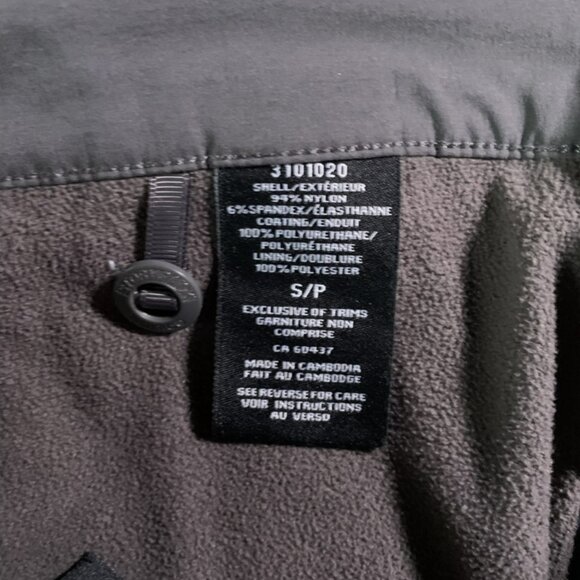 3101020
SHELL/EXTÉRIEUR
94% NYLON
6% SPANDEX/ÉLASTHANNE
COATING/ENDUIT
100% POLYURETHANE/
POLYURÉTHANE
LINING/DOUBLURE
100% POLYESTER
S/P
EXCLUSIVE OF TRIMS
GARNITURE NON
COMPRISE
CA 60437
MADE IN CAMBODIA
FAIT AU CAMBODGE
SEE REVERSE FOR CARE
VOIR INSTRUCTIONS
AU VERSO